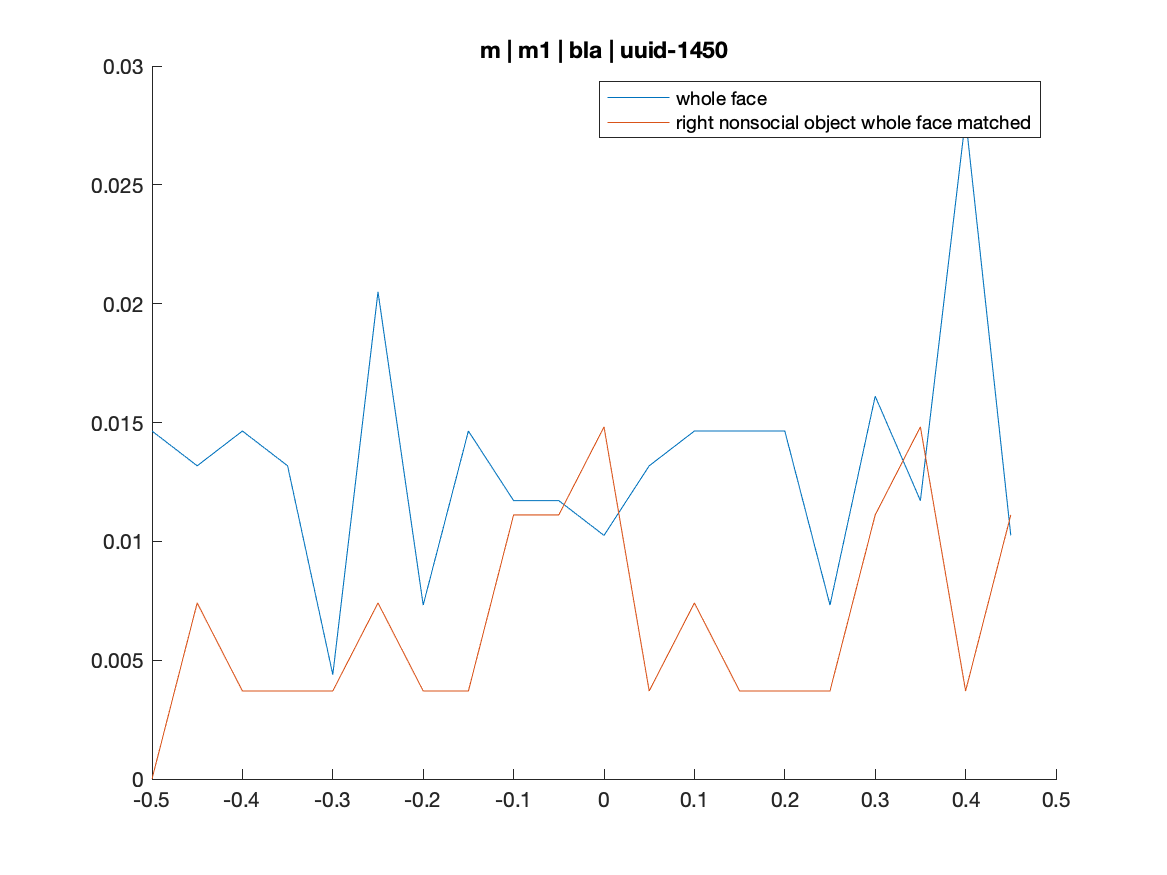 m | m1 | bla | uuid-1450
whole face
right nonsocial object whole face matched
0.03
0.025
0.02
0.015
0.01
0.005
0
-0.5 -0.4 -0.3 -0.2 -0.1 0 0.1 0.2 0.3 0.4 0.5